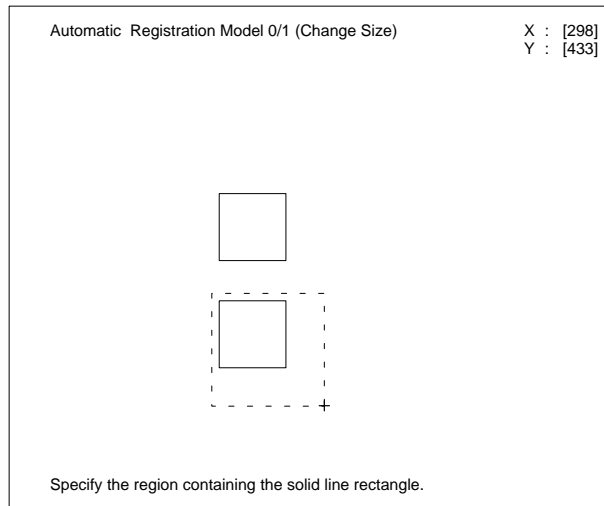 Automatic Registration Model 0/1 (Change Size)
X : [298]
Y : [433]
Specify the region containing the solid line rectangle.